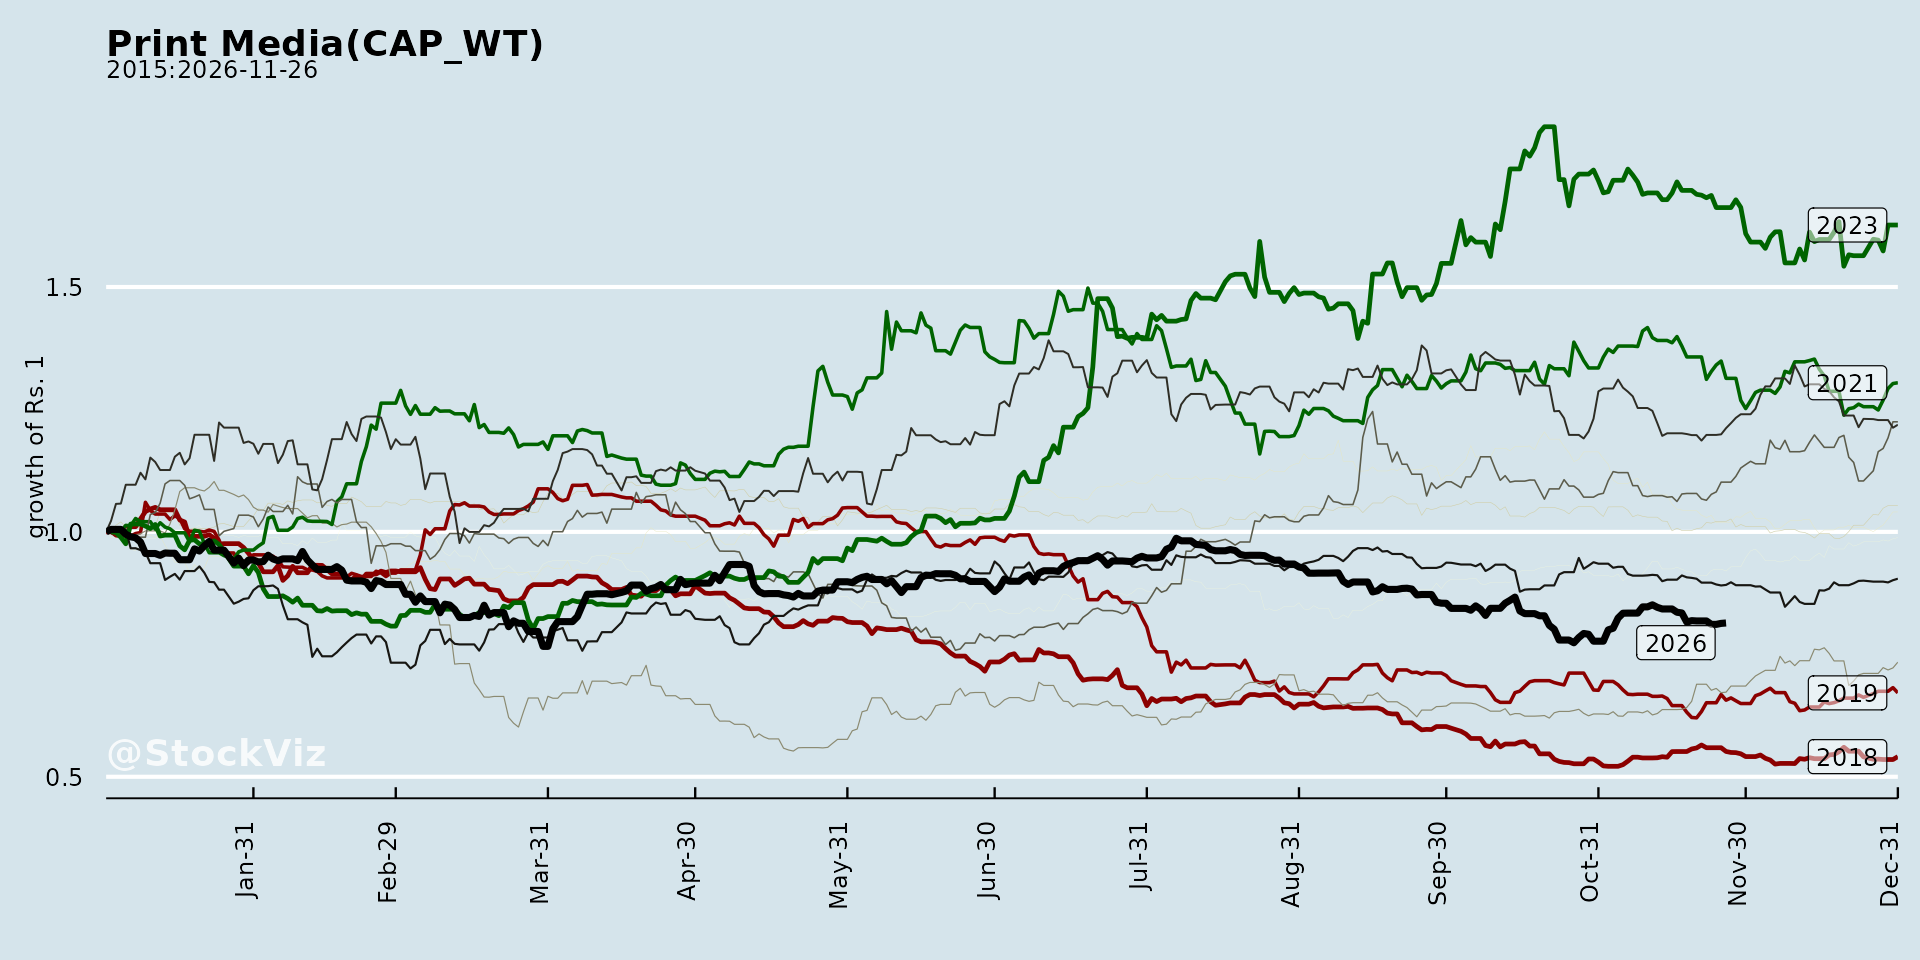 Print Media(CAP_WT)
2015:2026-11-26
growth of Rs. 1
1.5
1.0
0.5
2023
2021
2026
2019
2018
@StockViz
Jan-31
Feb-29
Mar-31
Apr-30
May-31
Jun-30
Jul-31
Aug-31
Sep-30
Oct-31
Nov-30
Dec-31